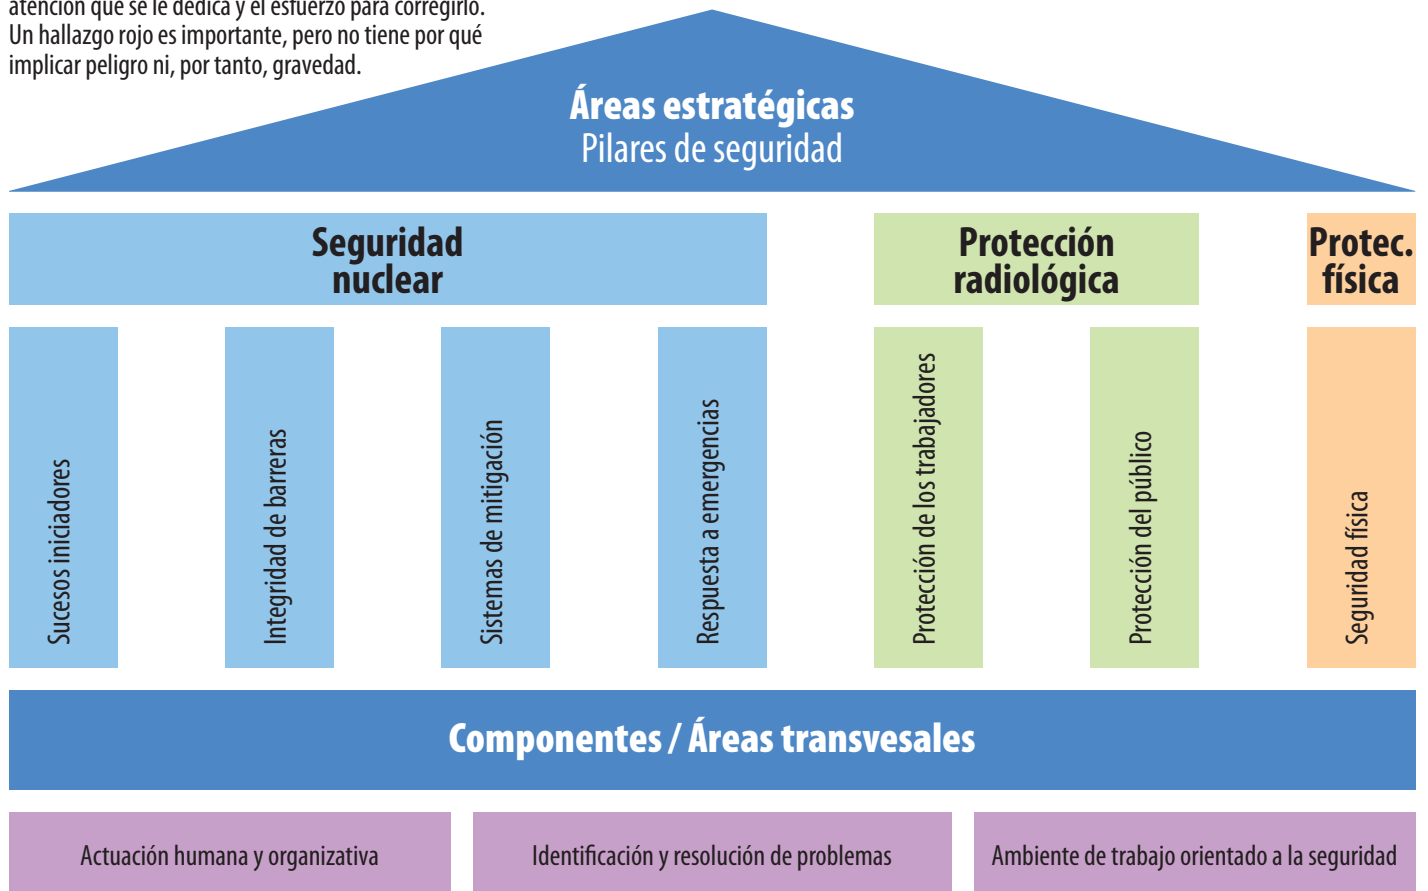 atención que se le dedica y el esfuerzo para corregirlo.
Un hallazgo rojo es importante, pero no tiene por qué
implicar peligro ni, por tanto, gravedad.
Áreas estratégicas
Pilares de seguridad
Seguridad
nuclear
Protección
radiológica
Protec.
física
Sucesos iniciadores
Integridad de barreras
Sistemas de mitigación
Respuesta a emergencias
Protección de los trabajadores
Protección del público
Seguridad física
Componentes / Áreas transvesales
Actuación humana y organizativa
Identificación y resolución de problemas
Ambiente de trabajo orientado a la seguridad